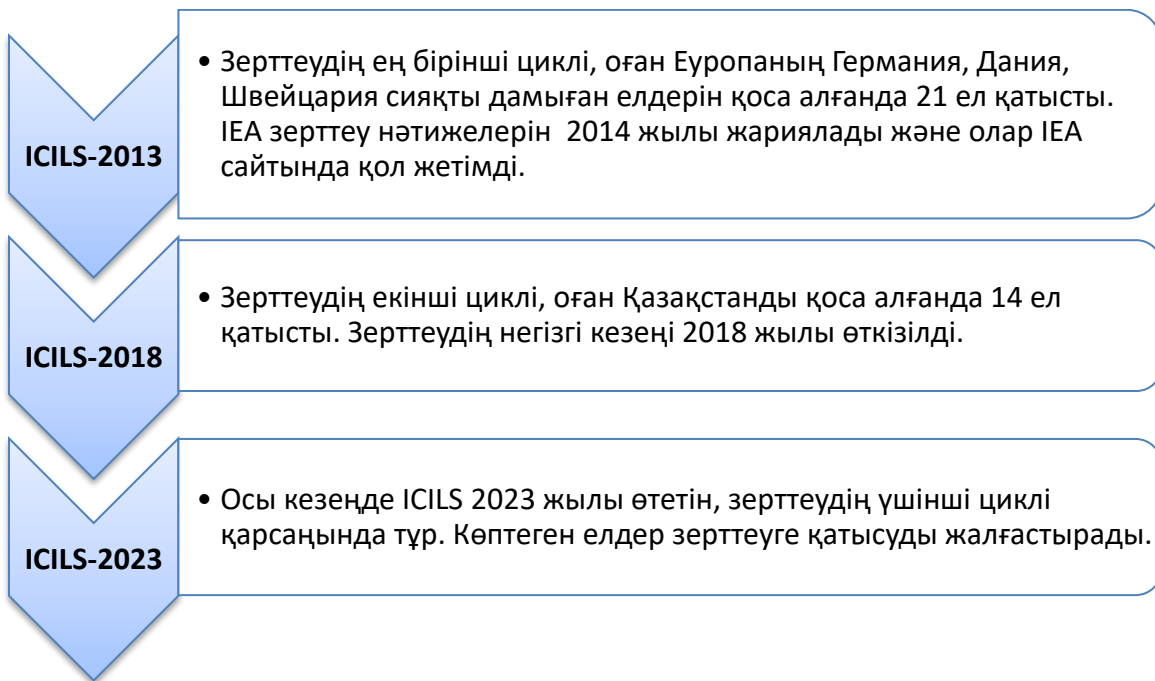 ICILS-2013
• Зерттеудің ең бірінші циклі, оған Еуропаның Германия, Дания,
Швейцария сияқты дамыған елдерін қоса алғанда 21 ел қатысты.
IEA зерттеу нәтижелерін 2014 жылы жариялады және олар IEA
сайтында қол жетімді.
ICILS-2018
• Зерттеудің екінші циклі, оған Қазақстанды қоса алғанда 14 ел
қатысты. Зерттеудің негізгі кезеңі 2018 жылы өткізілді.
ICILS-2023
• Осы кезеңде ICILS 2023 жылы өтетін, зерттеудің үшінші циклі
қарсаңында тұр. Көптеген елдер зерттеуге қатысуды жалғастырады.